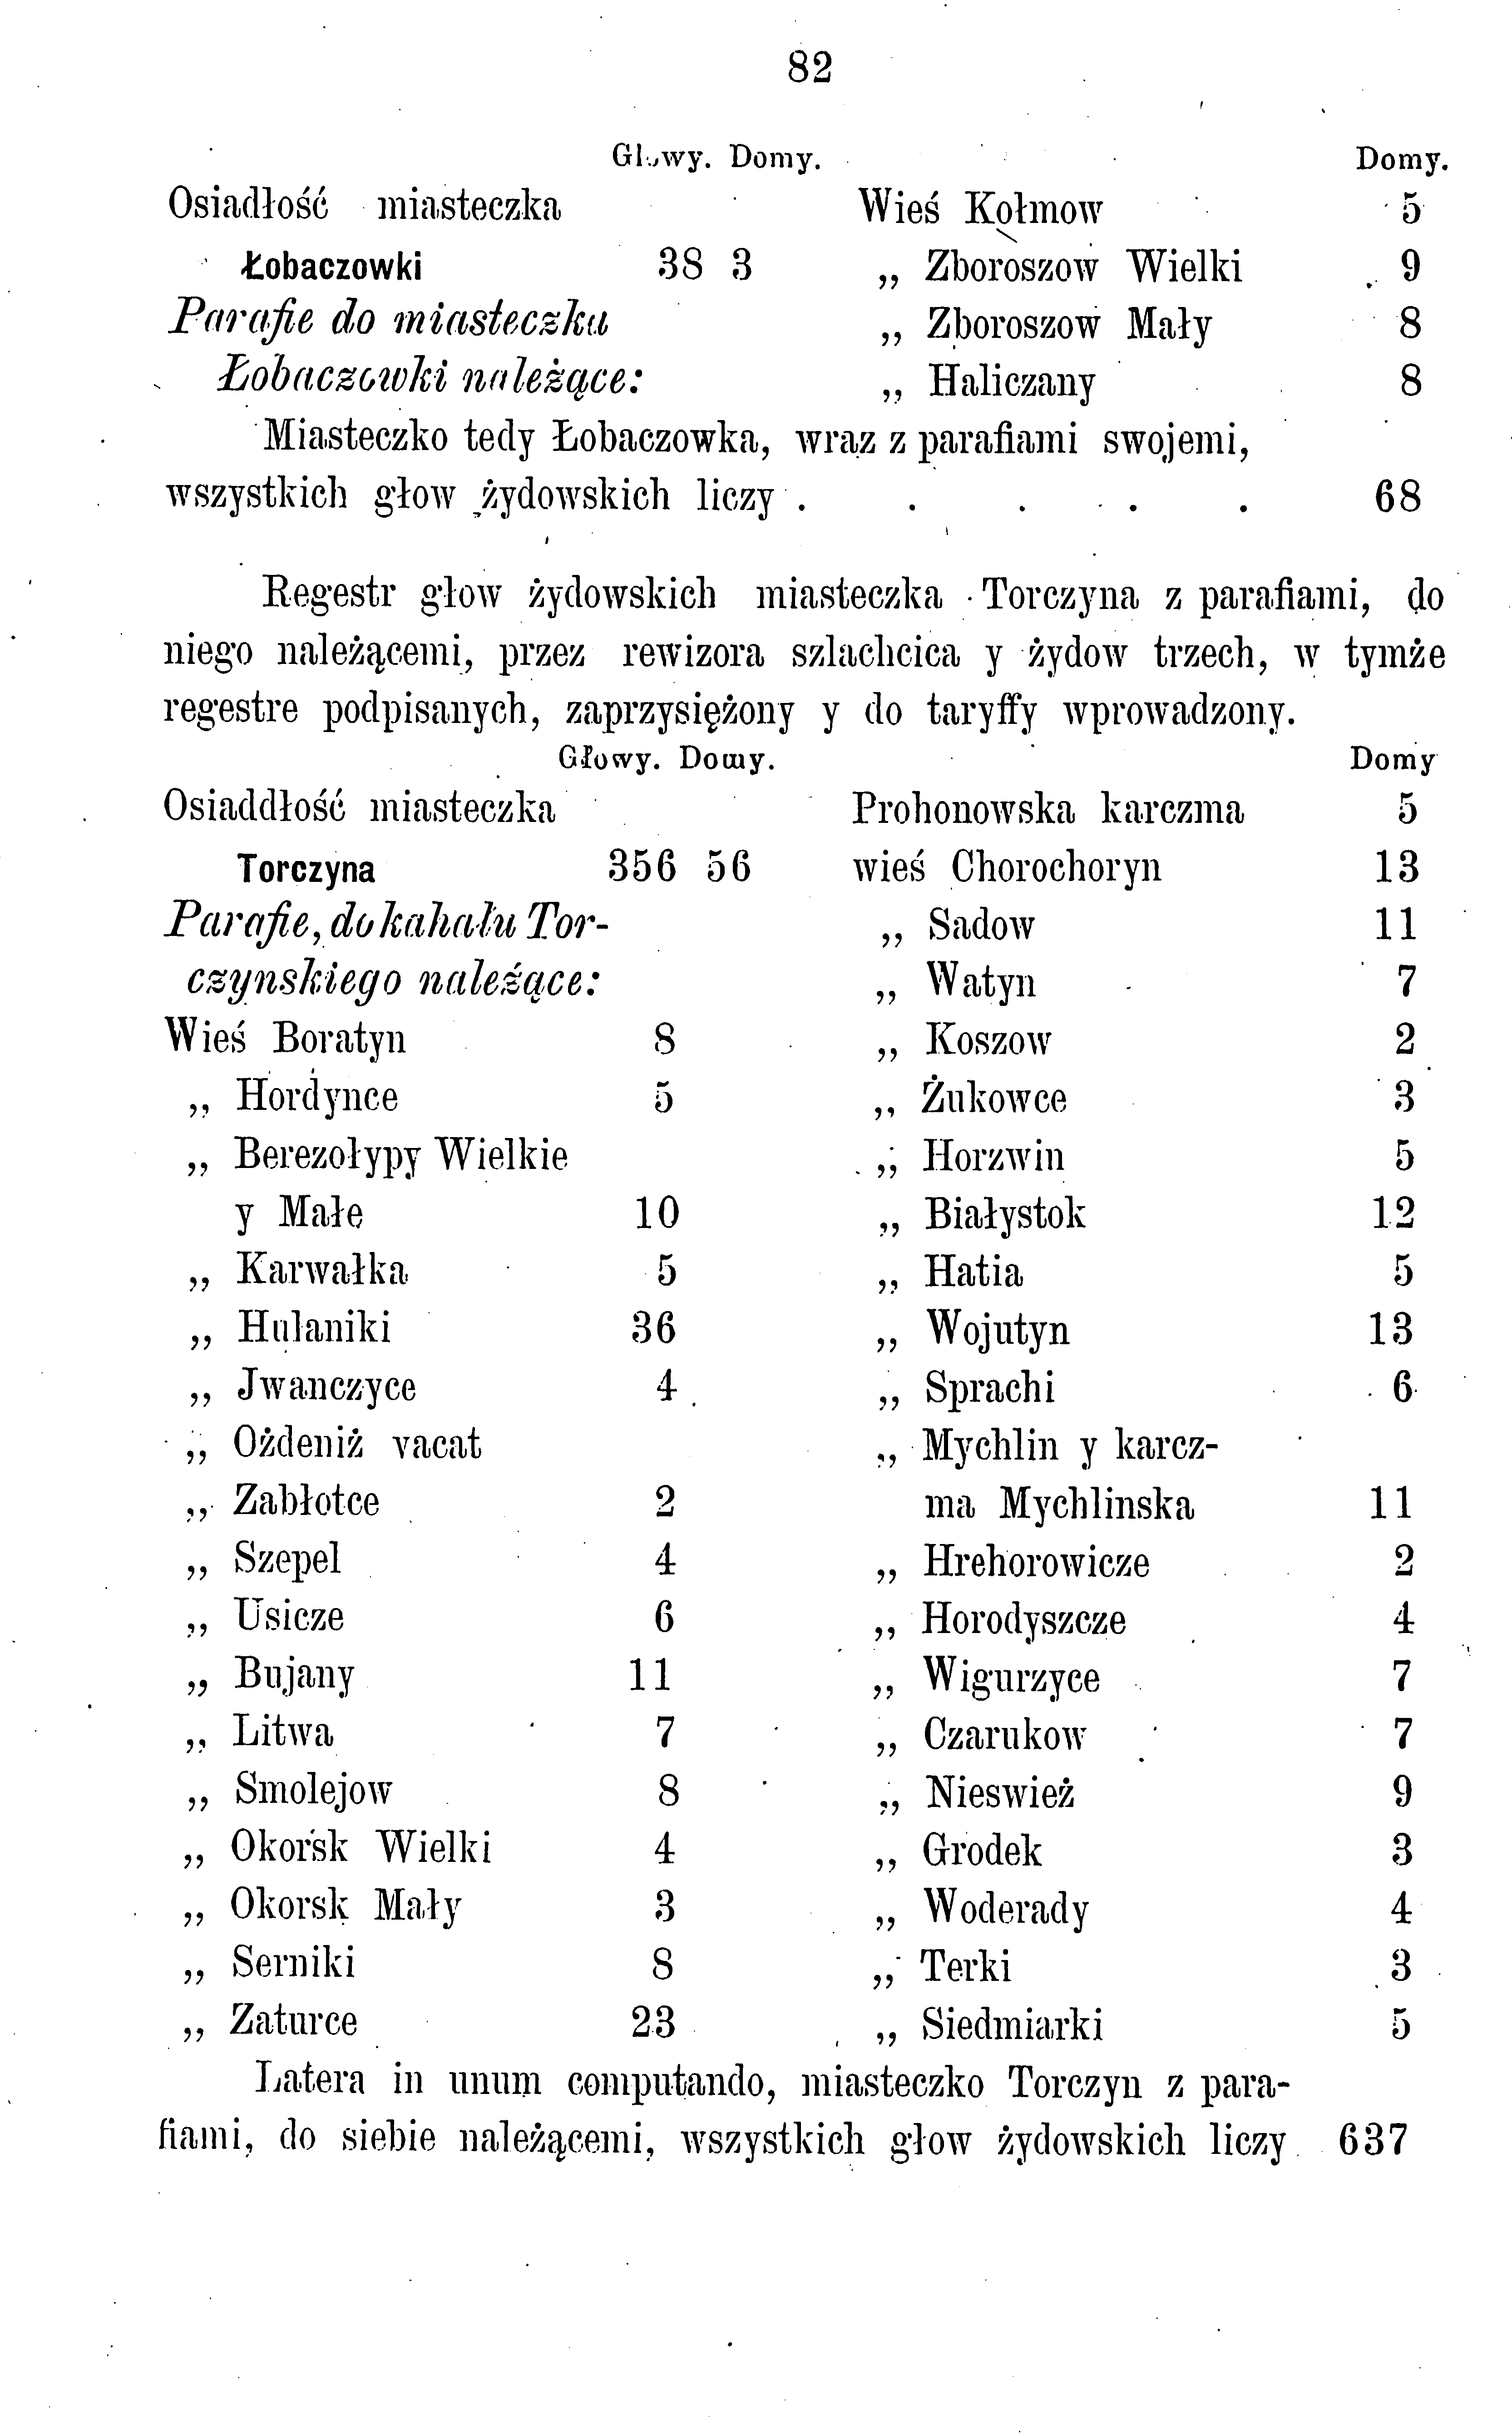 82
Głowy. Domy.
Osiadłość miasteczka
Łobaczowki 38 3
Parafie do miasteczka
Łobaczowki należące:
Domy.
Wieś Kołmow 5
„ Zboroszow Wielki 9
„ Zboroszow Mały 8
„ Haliczany 8
Miasteczko tedy Łobaczowka, wraz z parafiami swojemi,
wszystkich głow żydowskich liczy . . . . . 68
Regestr głow żydowskich miasteczka Torczyna z parafiami, do
niego należącemi, przez rewizora szlachcica y żydow trzech, w tymże
regestre podpisanych, zaprzysiężony y do taryffy wprowadzony.
Głowy. Domy.
Osiaddłość miasteczka
Torczyna 356 56
Parafie, do kahału Tor-
czynskiego należące:
Wieś Boratyn 8
„ Hordynce 5
„ Berezołypy Wielkie
y Małe 10
„ Karwałka 5
„ Hulaniki 36
„ Jwanczyce 4
„ Ożdeniż vacat
„ Zabłotce 2
„ Szepel 4
„ Usicze 6
„ Bujany 11
„ Litwa 7
„ Smolejow 8
„ Okorsk Wielki 4
„ Okorsk Mały 3
„ Serniki 8
„ Zaturce 23
Domy
Prohonowska karczma 5
wieś Chorochoryn 13
„ Sadow 11
„ Watyn 7
„ Koszow 2
„ Żukowce 3
„ Horzwin 5
„ Białystok 12
„ Hatia 5
„ Wojutyn 13
„ Sprachi 6
„ Mychlin y karcz-
ma Mychlinska 11
„ Hrehorowicze 2
„ Horodyszcze 4
„ Wigurzyce 7
„ Czarukow 7
„ Nieswież 9
„ Grodek 3
„ Woderady 4
„ Terki 3
„ Siedmiarki 5
Latera in unum computando, miasteczko Torczyn z para-
fiami, do siebie należącemi, wszystkich głow żydowskich liczy 637